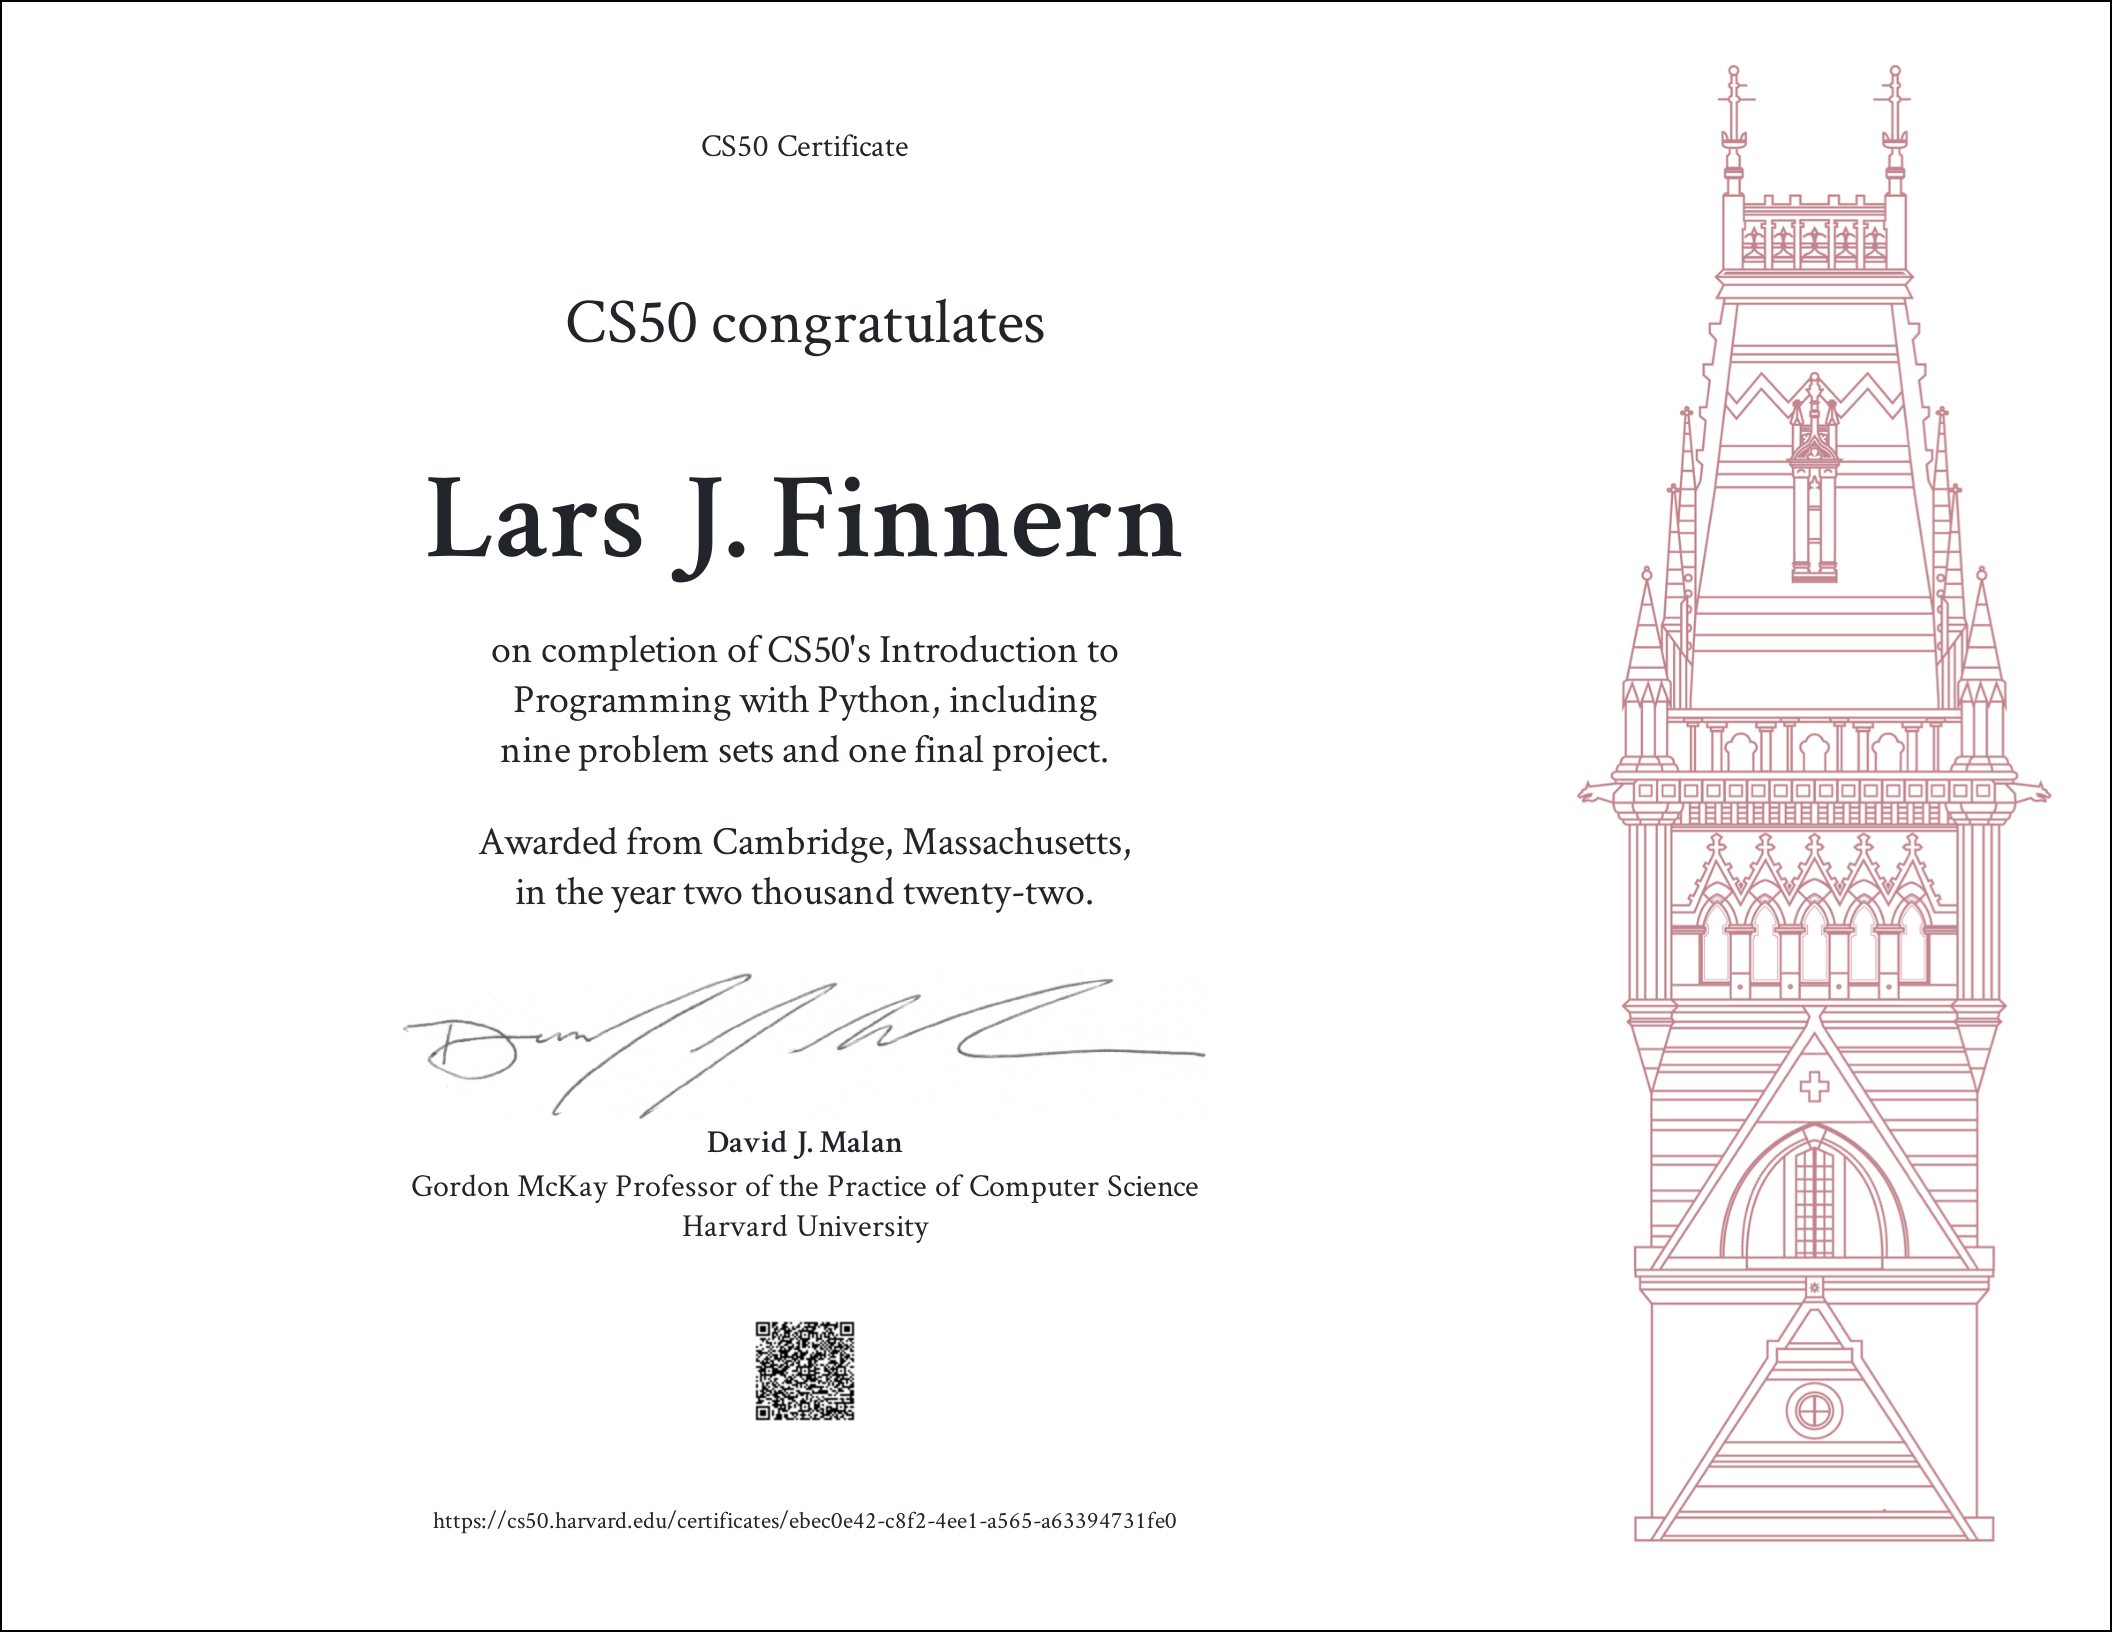 CS50 Certificate
CS50 congratulates
Lars J. Finnern
on completion of CS50's Introduction to
Programming with Python, including
nine problem sets and one final project.
Awarded from Cambridge, Massachusetts,
in the year two thousand twenty-two.
David J. Malan
Gordon McKay Professor of the Practice of Computer Science
Harvard University
https://cs50.harvard.edu/certificates/ebec0e42-c8f2-4ee1-a565-a63394731fe0